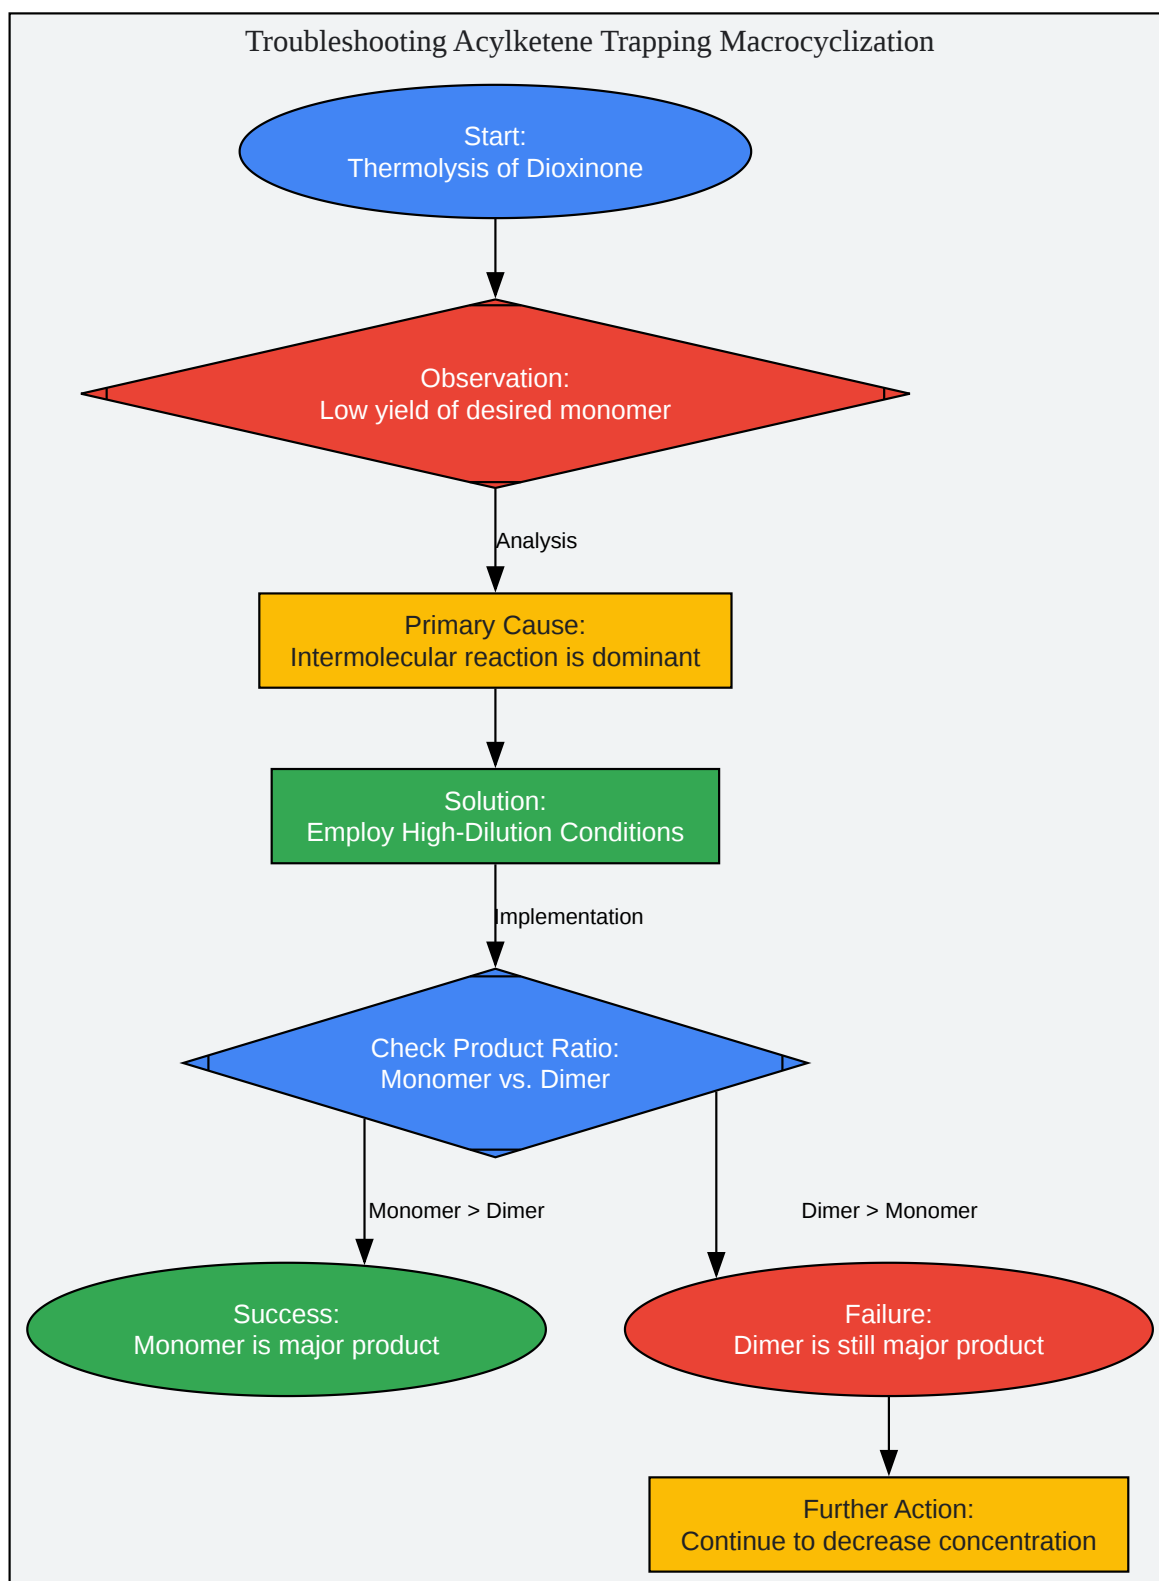 Troubleshooting Acylketene Trapping Macrocyclization
Start:
Thermolysis of Dioxinone
Observation:
Low yield of desired monomer
Analysis
Primary Cause:
Intermolecular reaction is dominant
Solution:
Employ High-Dilution Conditions
Implementation
Check Product Ratio:
Monomer vs. Dimer
Monomer > Dimer
Dimer > Monomer
Success:
Monomer is major product
Failure:
Dimer is still major product
Further Action:
Continue to decrease concentration